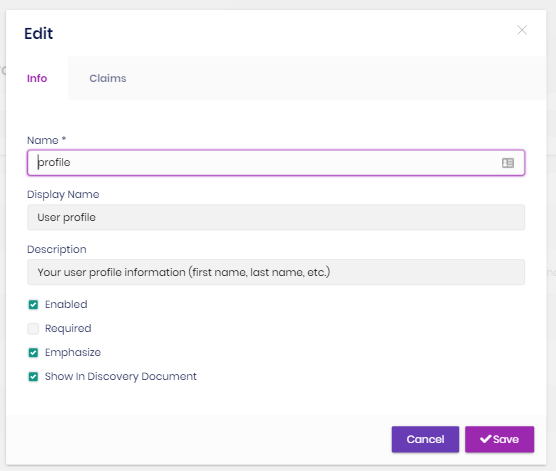 Edit
Info Claims
Name *
profile
Display Name
User profile
Description
Your user profile information (first name, last name, etc.)
Enabled
Required
Emphasize
Show In Discovery Document
Cancel Save